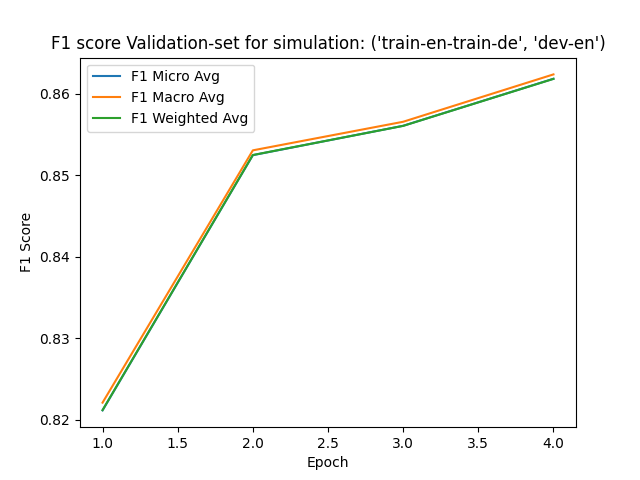 F1 score Validation-set for simulation: ('train-en-train-de', 'dev-en')
F1 Micro Avg
F1 Macro Avg
F1 Weighted Avg
0.86
0.85
0.84
0.83
0.82
F1 Score
1.0 1.5 2.0 2.5 3.0 3.5 4.0
Epoch